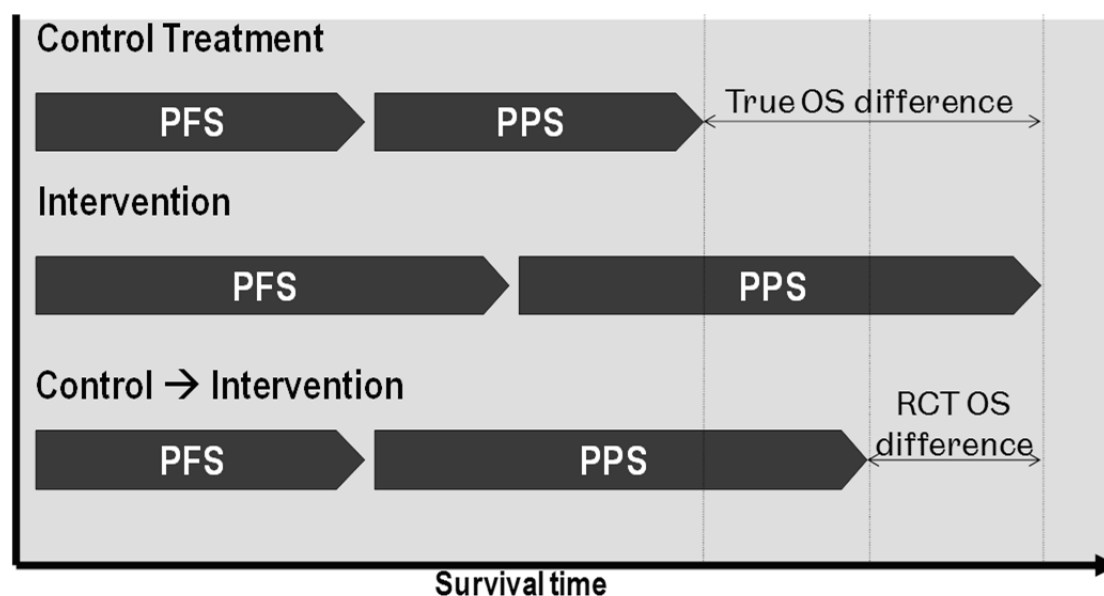 Control Treatment
PFS
PPS
True OS difference
Intervention
PFS
PPS
Control → Intervention
RCT OS
difference
PFS
PPS
Survival time